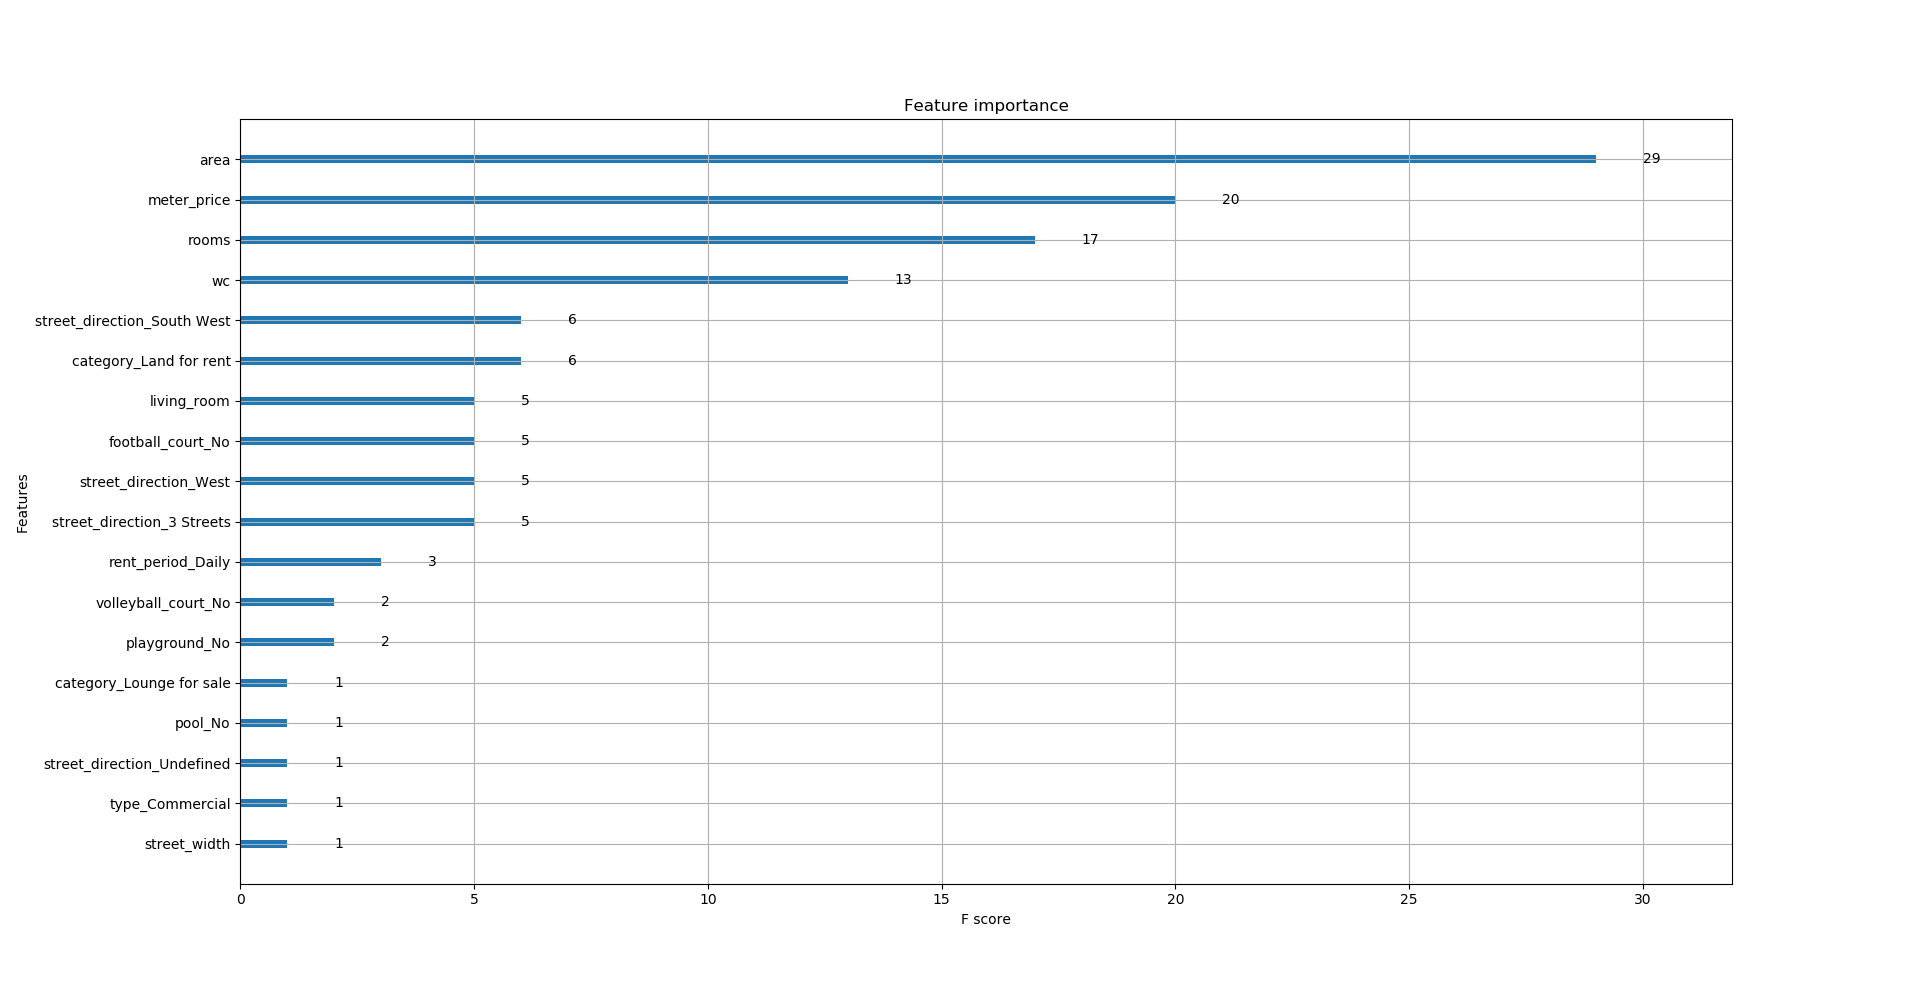 Feature importance
area 29
meter_price 20
rooms 17
wc 13
street_direction_South West 6
category_Land for rent 6
living_room 5
football_court_No 5
street_direction_West 5
street_direction_3 Streets 5
rent_period_Daily 3
volleyball_court_No 2
playground_No 2
category_Lounge for sale 1
pool_No 1
street_direction_Undefined 1
type_Commercial 1
street_width 1
Features
0 5 10 15 20 25 30
F score